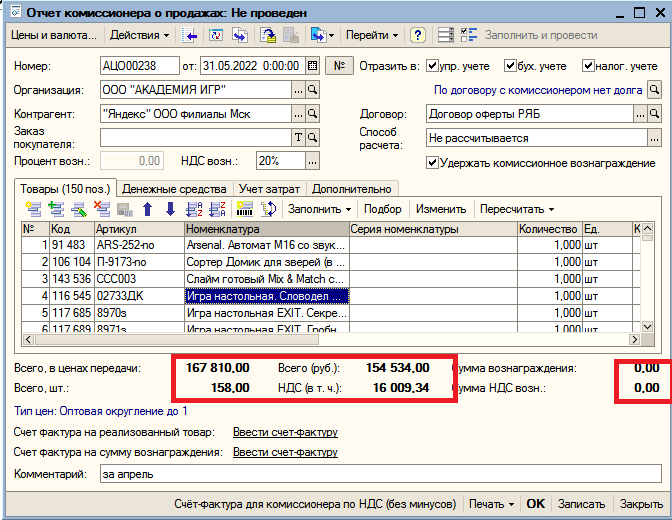 Отчет комиссионера о продажах: Не проведен
Цены и валюта... Действия Перейти Заполнить и провести
Номер: АЦО00238 от: 31.05.2022 0:00:00 № Отразить в: упр. учете бух. учете налог. учете
Организация: ООО "АКАДЕМИЯ ИГР" ... По договору с комиссионером нет долга
Контрагент: "Яндекс" ООО филиалы Мск ... Договор: Договор оферты РЯБ ...
Заказ покупателя: T Способ расчета: Не рассчитывается ...
Процент возн.: 0,00 НДС возн.: 20% ... Удержать комиссионное вознаграждение
Товары (150 поз.) Денежные средства Учет затрат Дополнительно
Заполнить Подбор Изменить Пересчитать
№ Код Артикул Номенклатура Серия номенклатуры Количество Ед. К
1 91 483 ARS-252-no Arsenal. Автомат М16 со звук... 1,000 шт
2 106 104 П-9173-no Сортер Домик для зверей (в ... 1,000 шт
3 143 536 ССС003 Слайм готовый Mix & Match с... 1,000 шт
4 116 545 02733ДК Игра настольная. Словодел ... 1,000 шт
5 117 685 8970з Игра настольная EXIT. Секре... 1,000 шт
6 117 689 8971з Игра настольная EXIT. Гробн... 1,000 шт
Всего, в ценах передачи: 167 810,00 Всего (руб.): 154 534,00 Сумма вознаграждения: 0,00
Всего, шт.: 158,00 НДС (в т. ч.): 16 009,34 Сумма НДС возн.: 0,00
Тип цен: Оптовая округление до 1
Счет фактура на реализованный товар: Ввести счет-фактуру
Счет фактура на сумму вознаграждения: Ввести счет-фактуру
Комментарий: за апрель
Счёт-Фактура для комиссионера по НДС (без минусов) Печать OK Записать Закрыть